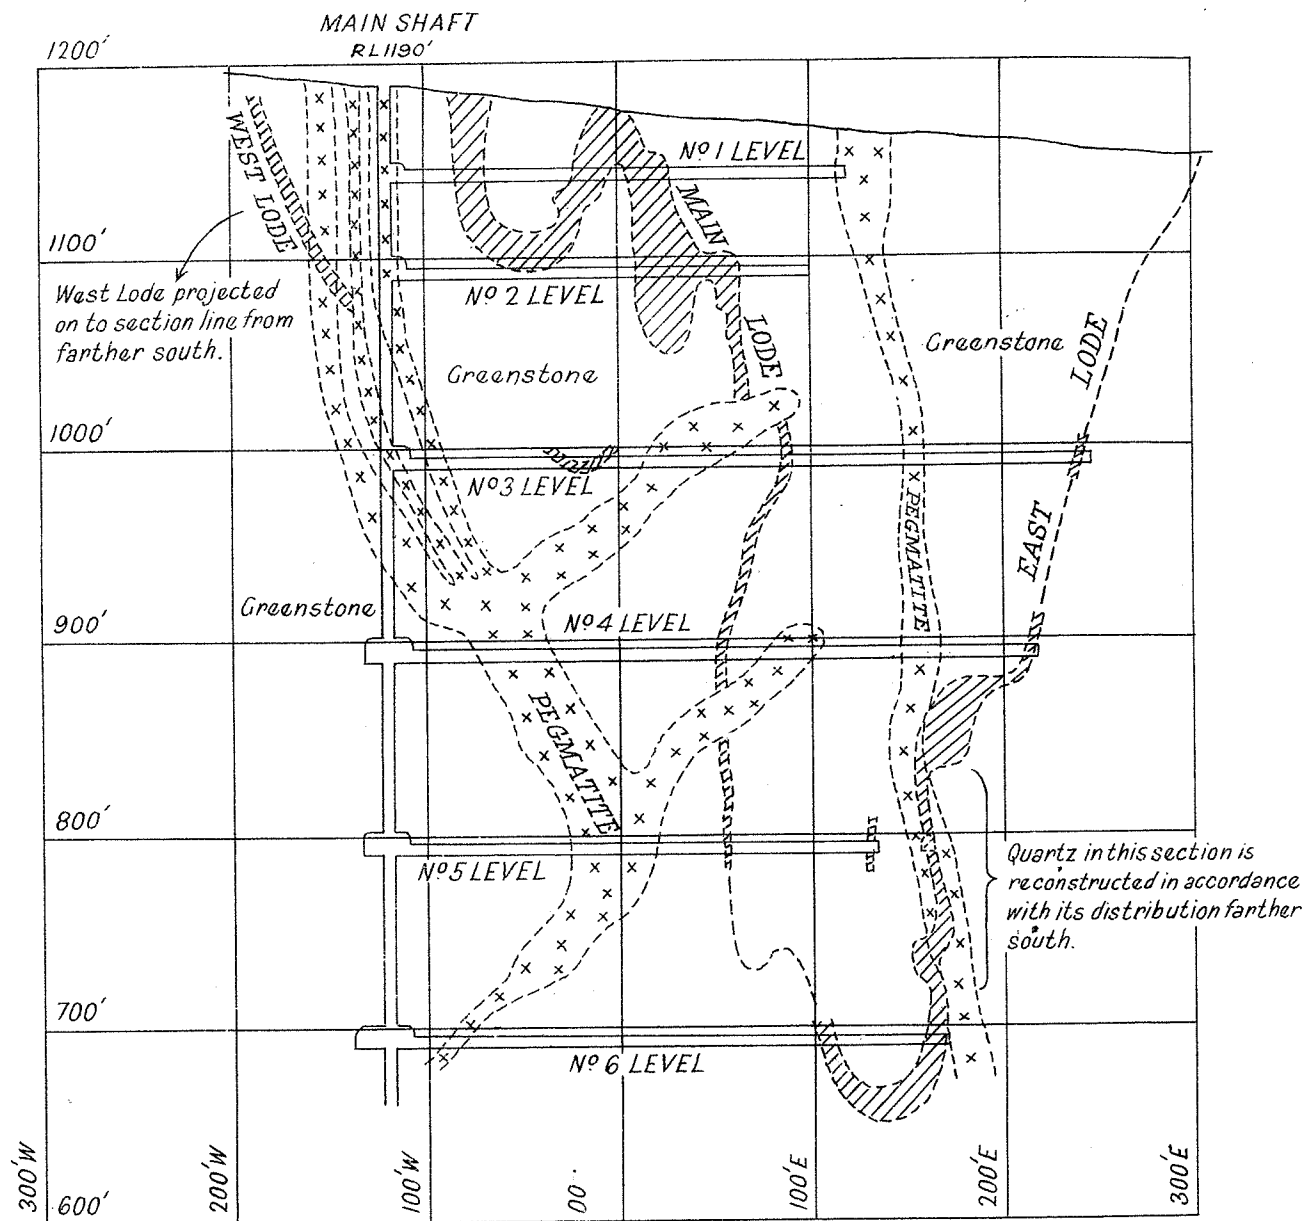 MAIN SHAFT
RL 1190'
1200'
No 1 LEVEL
WEST LODE
MAIN
LODE
1100'
No 2 LEVEL
West Lode projected
on to section line from
farther south.
Greenstone
Greenstone
LODE
EAST
1000'
No 3 LEVEL
PEGMATITE
Greenstone
900'
No 4 LEVEL
PEGMATITE
800'
No 5 LEVEL
Quartz in this section is
reconstructed in accordance
with its distribution farther
south.
700'
No 6 LEVEL
600'
300'W
200'W
100'W
00
100'E
200'E
300'E